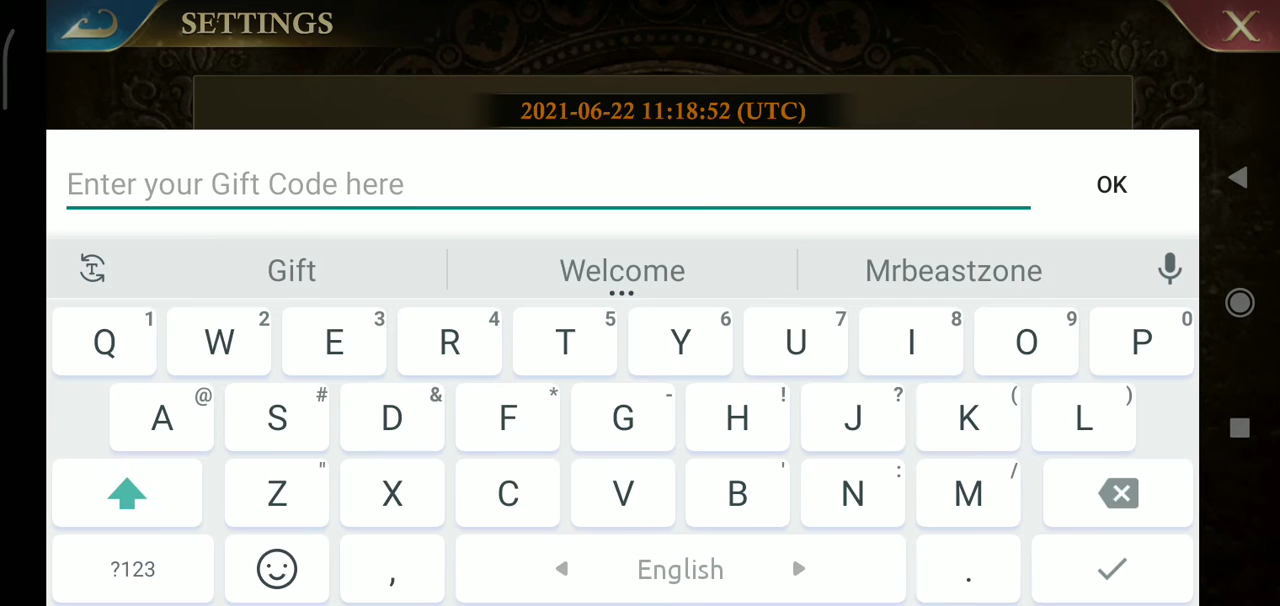 SETTINGS
X
2021-06-22 11:18:52 (UTC)
Enter your Gift Code here
OK
Gift Welcome Mrbeastzone
Q 1 W 2 E 3 R 4 T 5 Y 6 U 7 I 8 O 9 P 0
A @ S # D & F * G - H ! J ? K ( L )
Z " X C V B ' N : M /
?123 , English .